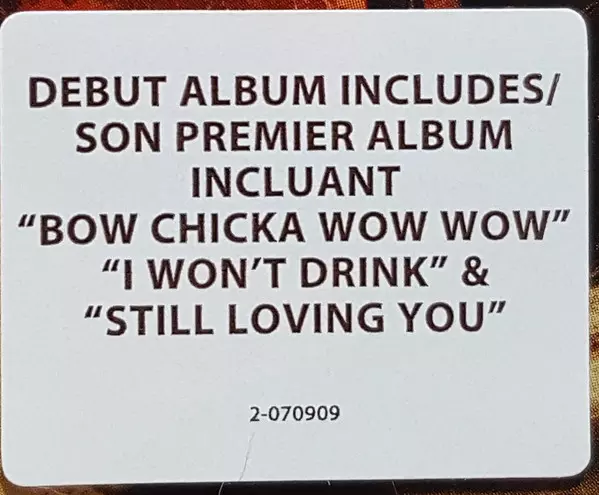 DEBUT ALBUM INCLUDES/
SON PREMIER ALBUM
INCLUANT
“BOW CHICKA WOW WOW”
“I WON’T DRINK” &
“STILL LOVING YOU”
2-070909